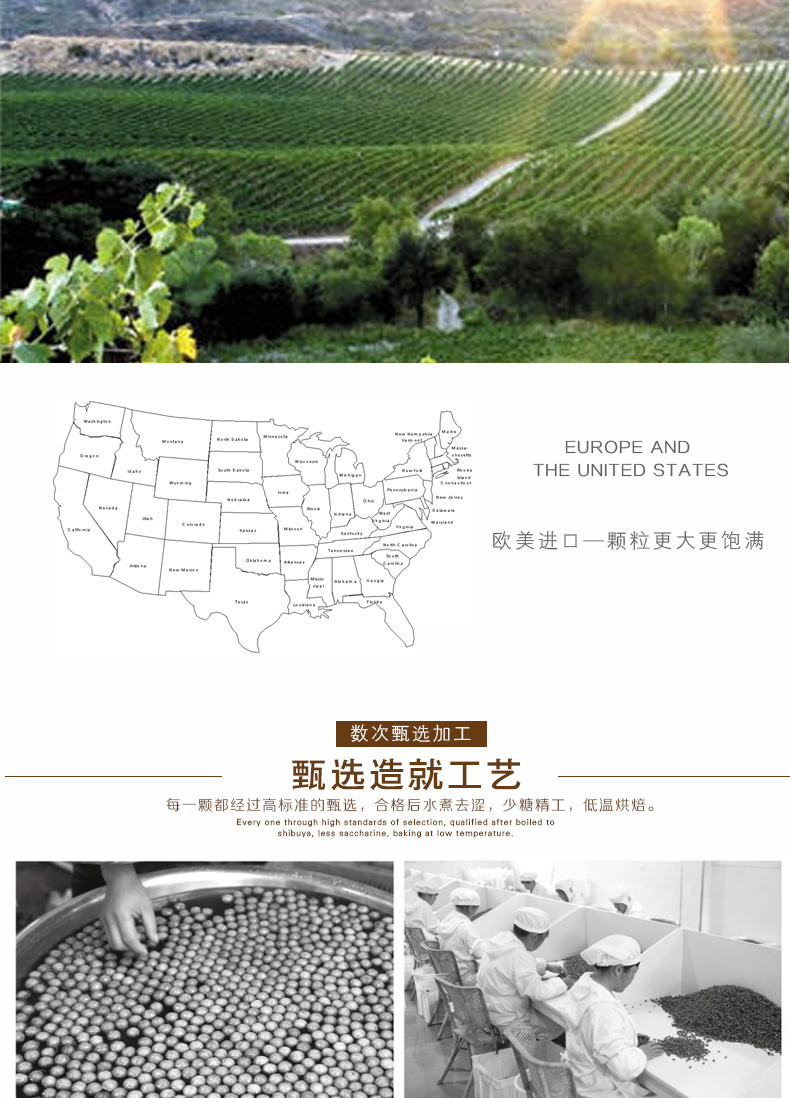 Washington
Montana
North Dakota
Minnesota
Oregon
Idaho
Wyoming
South Dakota
Wisconsin
Michigan
New Hampshire
Vermont
Maine
Massa-
chusetts
New York
Rhode
Island
Connecticut
Nevada
Utah
Colorado
Nebraska
Iowa
Illinois
Indiana
Ohio
Pennsylvania
New Jersey
Delaware
Maryland
West
Virginia
Virginia
California
Kansas
Missouri
Kentucky
North Carolina
Tennessee
South
Carolina
Arizona
New Mexico
Oklahoma
Arkansas
Missis
sippi
Alabama
Georgia
Texas
Louisiana
Florida
EUROPE AND
THE UNITED STATES
欧美进口—颗粒更大更饱满
数次甄选加工
甄选造就工艺
每一颗都经过高标准的甄选，合格后水煮去涩，少糖精工，低温烘焙。
Every one through high standards of selection, qualified after boiled to
shibuya, less saccharine, baking at low temperature.